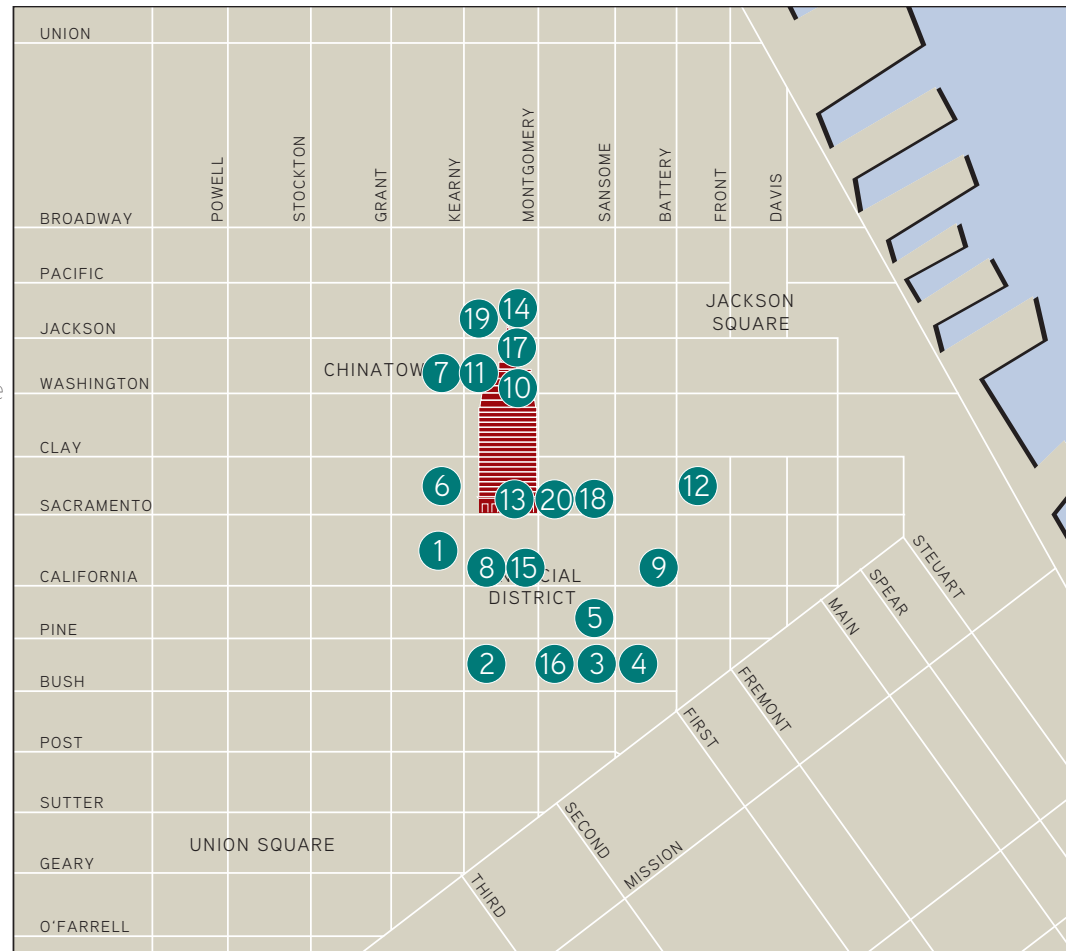 UNION
POWELL
STOCKTON
GRANT
KEARNY
MONTGOMERY
SANSOME
BATTERY
FRONT
DAVIS
BROADWAY
PACIFIC
JACKSON
SQUARE
19
14
JACKSON
17
CHINATOW
7
11
WASHINGTON
10
CLAY
6
13
20
18
12
SACRAMENTO
1
8
15
CIAL
9
DISTRICT
CALIFORNIA
5
PINE
2
16
3
4
BUSH
STEUART
SPEAR
MAIN
FREMONT
FIRST
POST
SUTTER
SECOND
MISSION
UNION SQUARE
GEARY
THIRD
O'FARRELL